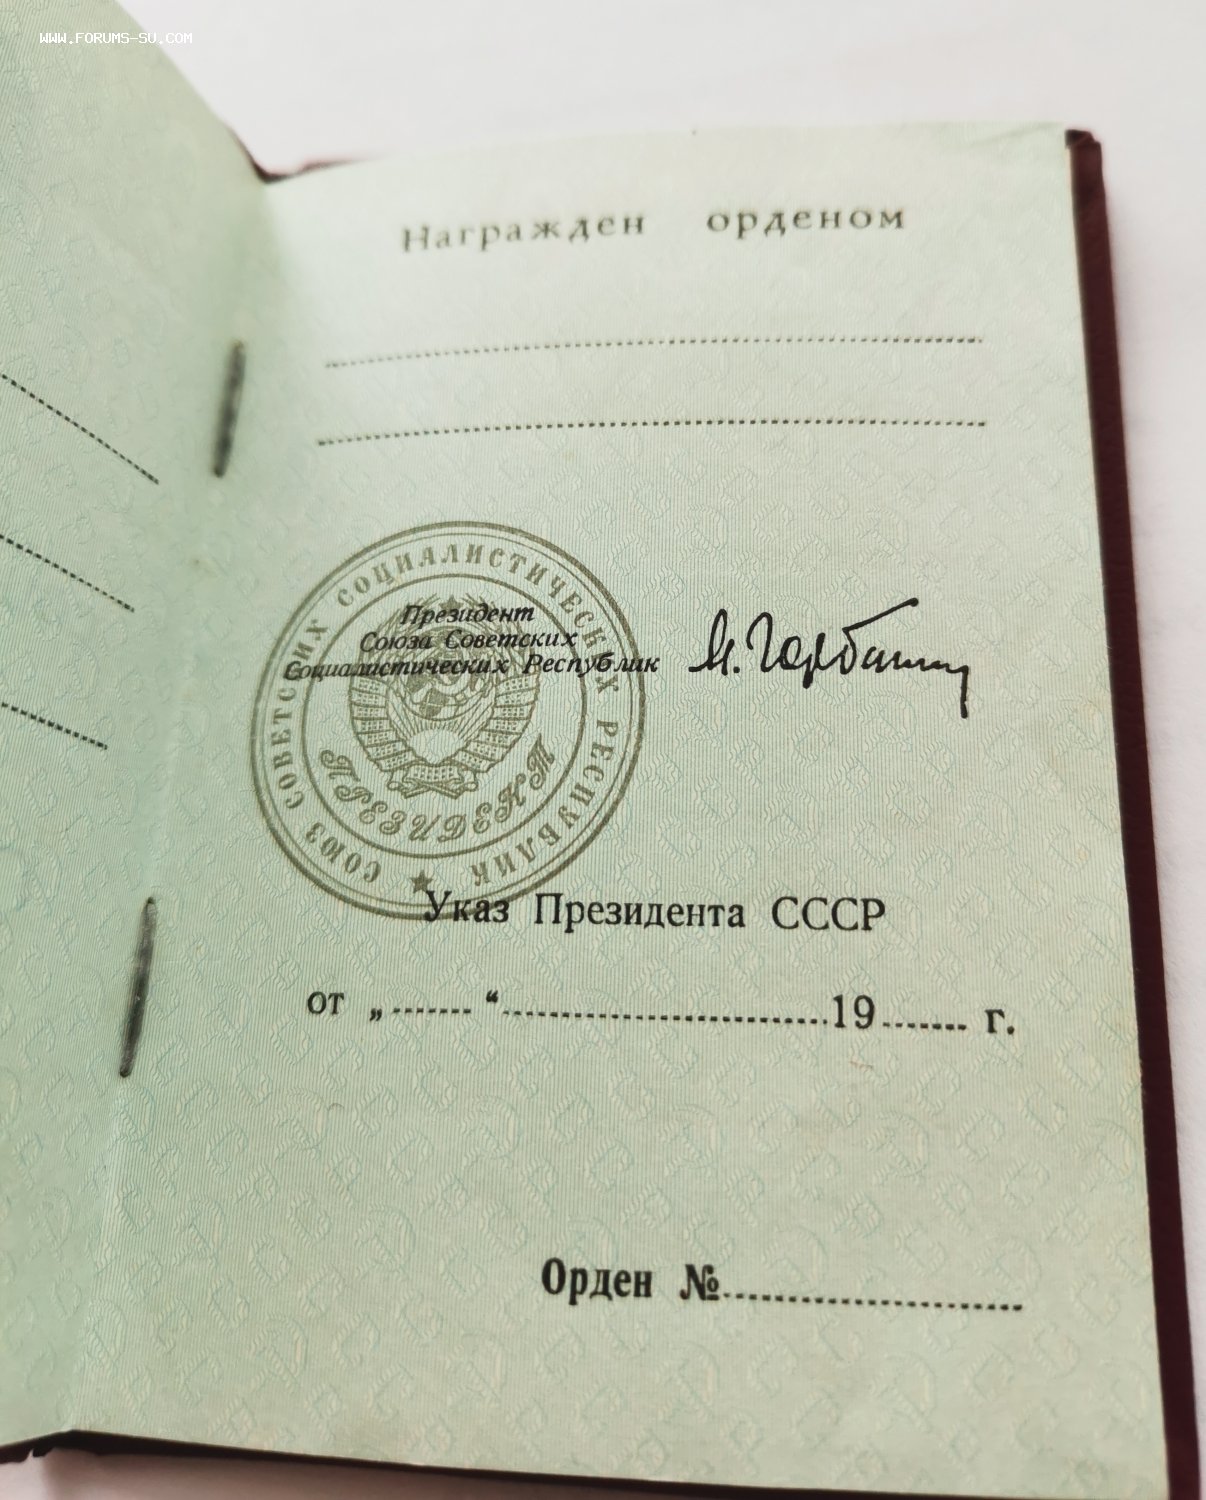 WWW.FORUMS-SU.COM
Награжден орденом
СОЮЗ СОВЕТСКИХ СОЦИАЛИСТИЧЕСКИХ РЕСПУБЛИК
Президент
Союза Советских
Социалистических Республик
М. Горбачев
ПРЕЗИДЕНТ
Указ Президента СССР
от „.......“..............................19....... г.
Орден №..........................